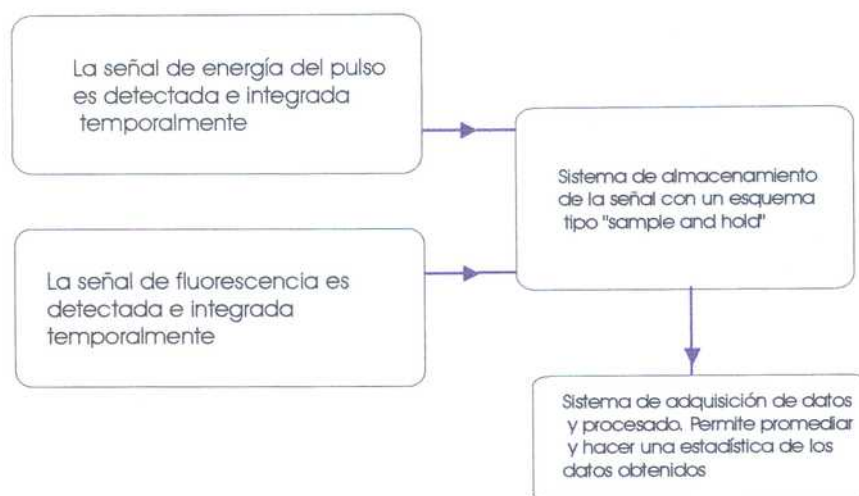 La señal de energía del pulso
es detectada e integrada
temporalmente
La señal de fluorescencia es
detectada e integrada
temporalmente
Sistema de almacenamiento
de la señal con un esquema
tipo "sample and hold"
Sistema de adquisición de datos
y procesado. Permite promediar
y hacer una estadística de los
datos obtenidos